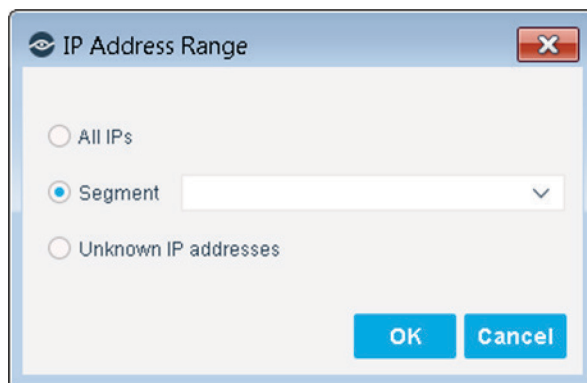 IP Address Range
All IPs
Segment
Unknown IP addresses
OK Cancel